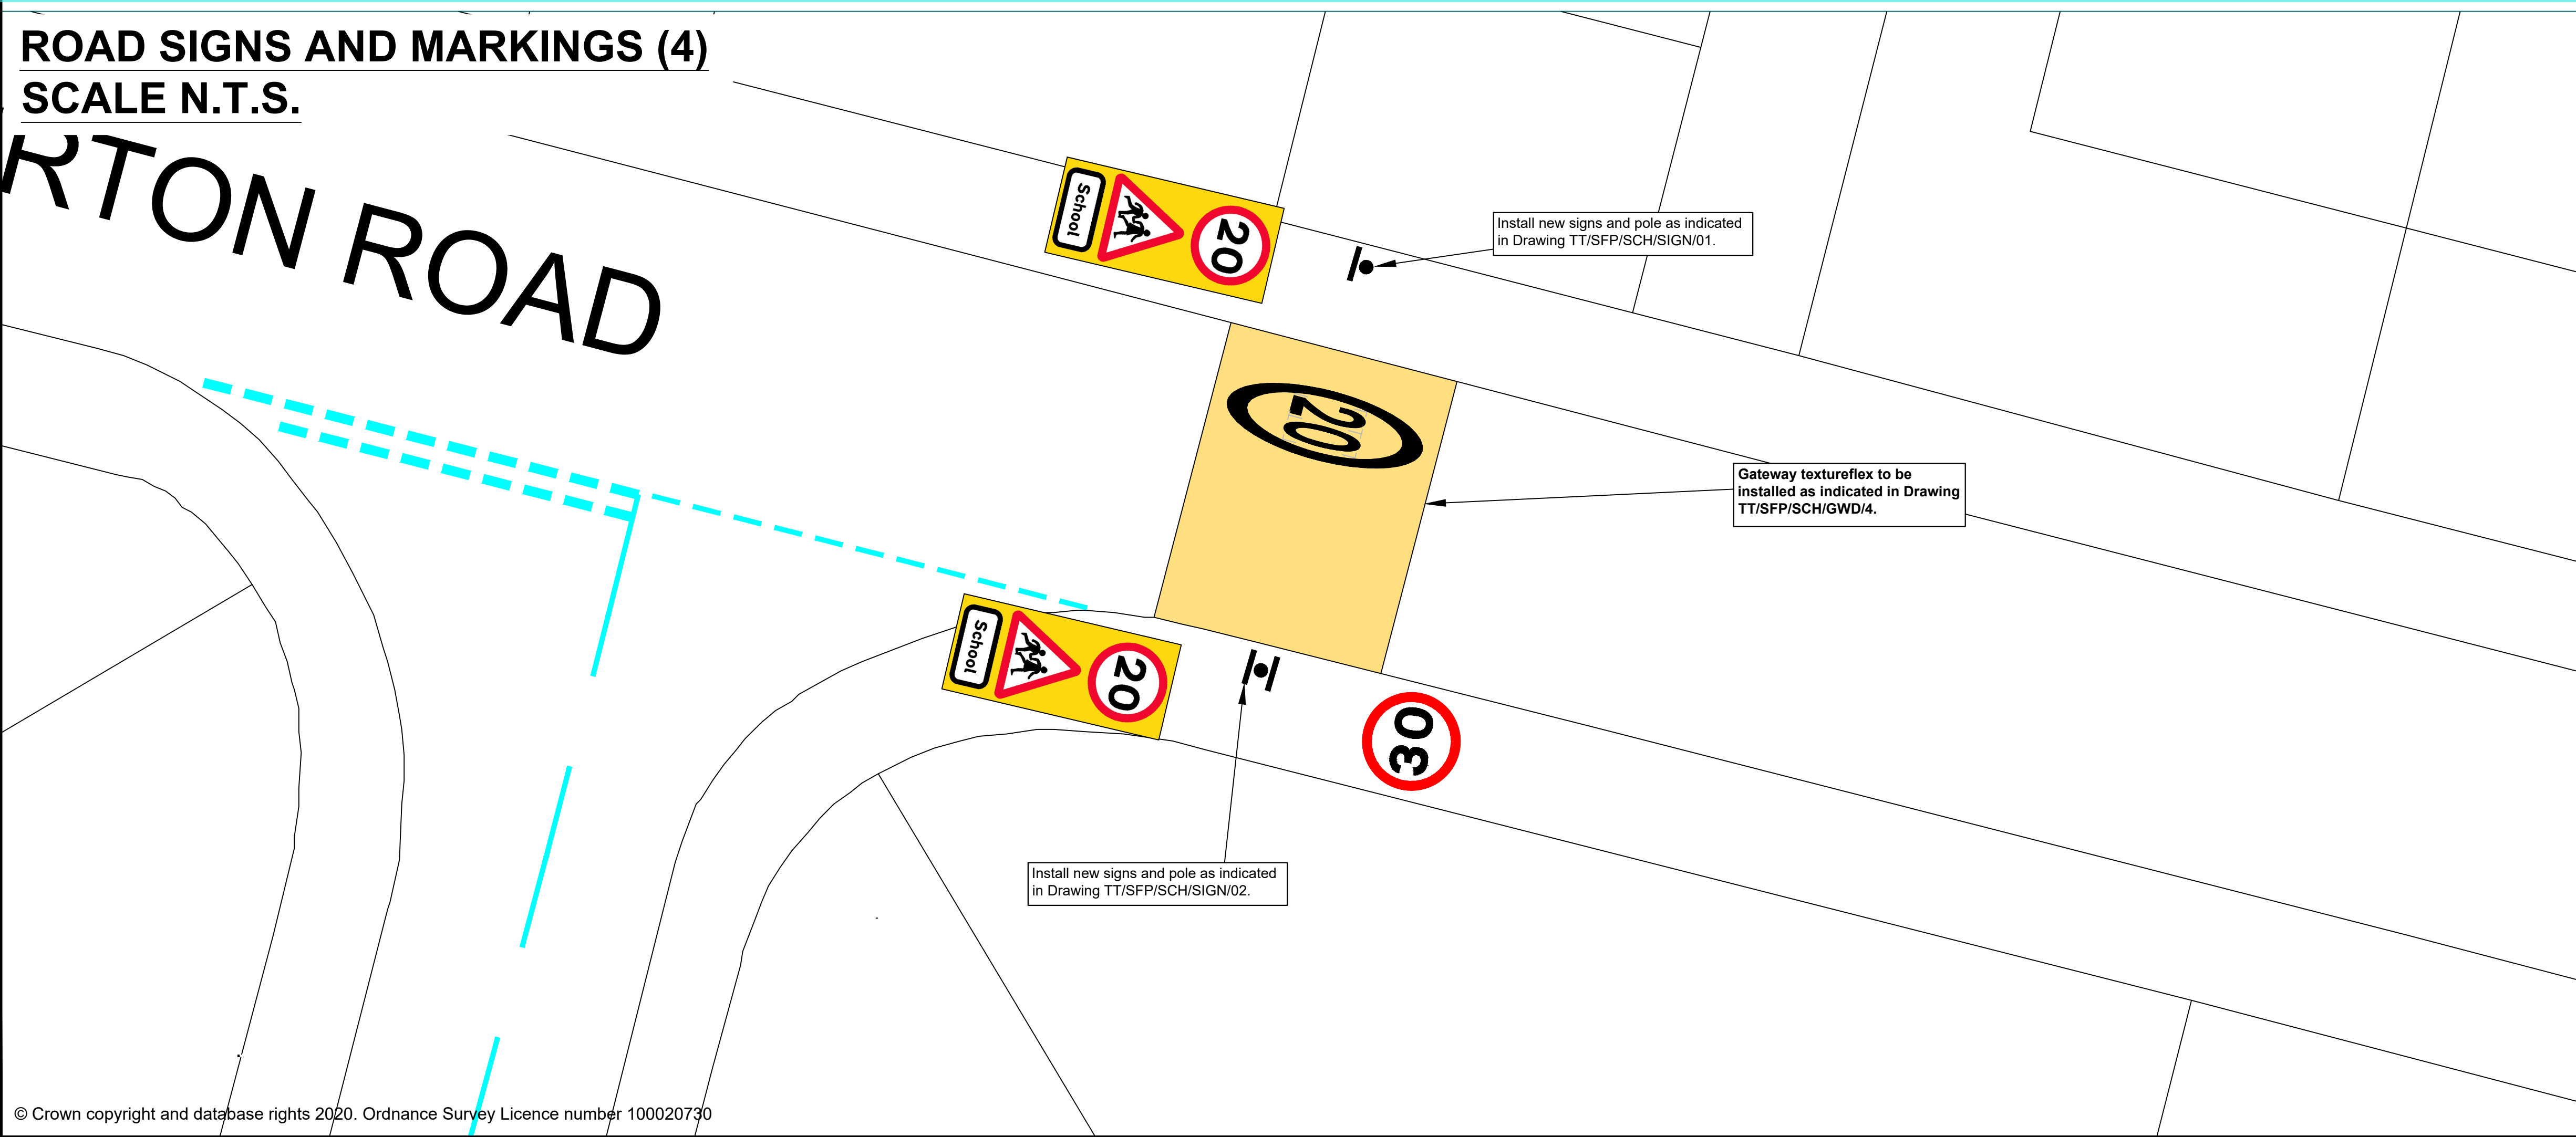 ROAD SIGNS AND MARKINGS (4)
SCALE N.T.S.
RTON ROAD
School
20
Install new signs and pole as indicated
in Drawing TT/SFP/SCH/SIGN/01.
20
Gateway textureflex to be
installed as indicated in Drawing
TT/SFP/SCH/GWD/4.
School
20
30
Install new signs and pole as indicated
in Drawing TT/SFP/SCH/SIGN/02.
© Crown copyright and database rights 2020. Ordnance Survey Licence number 100020730